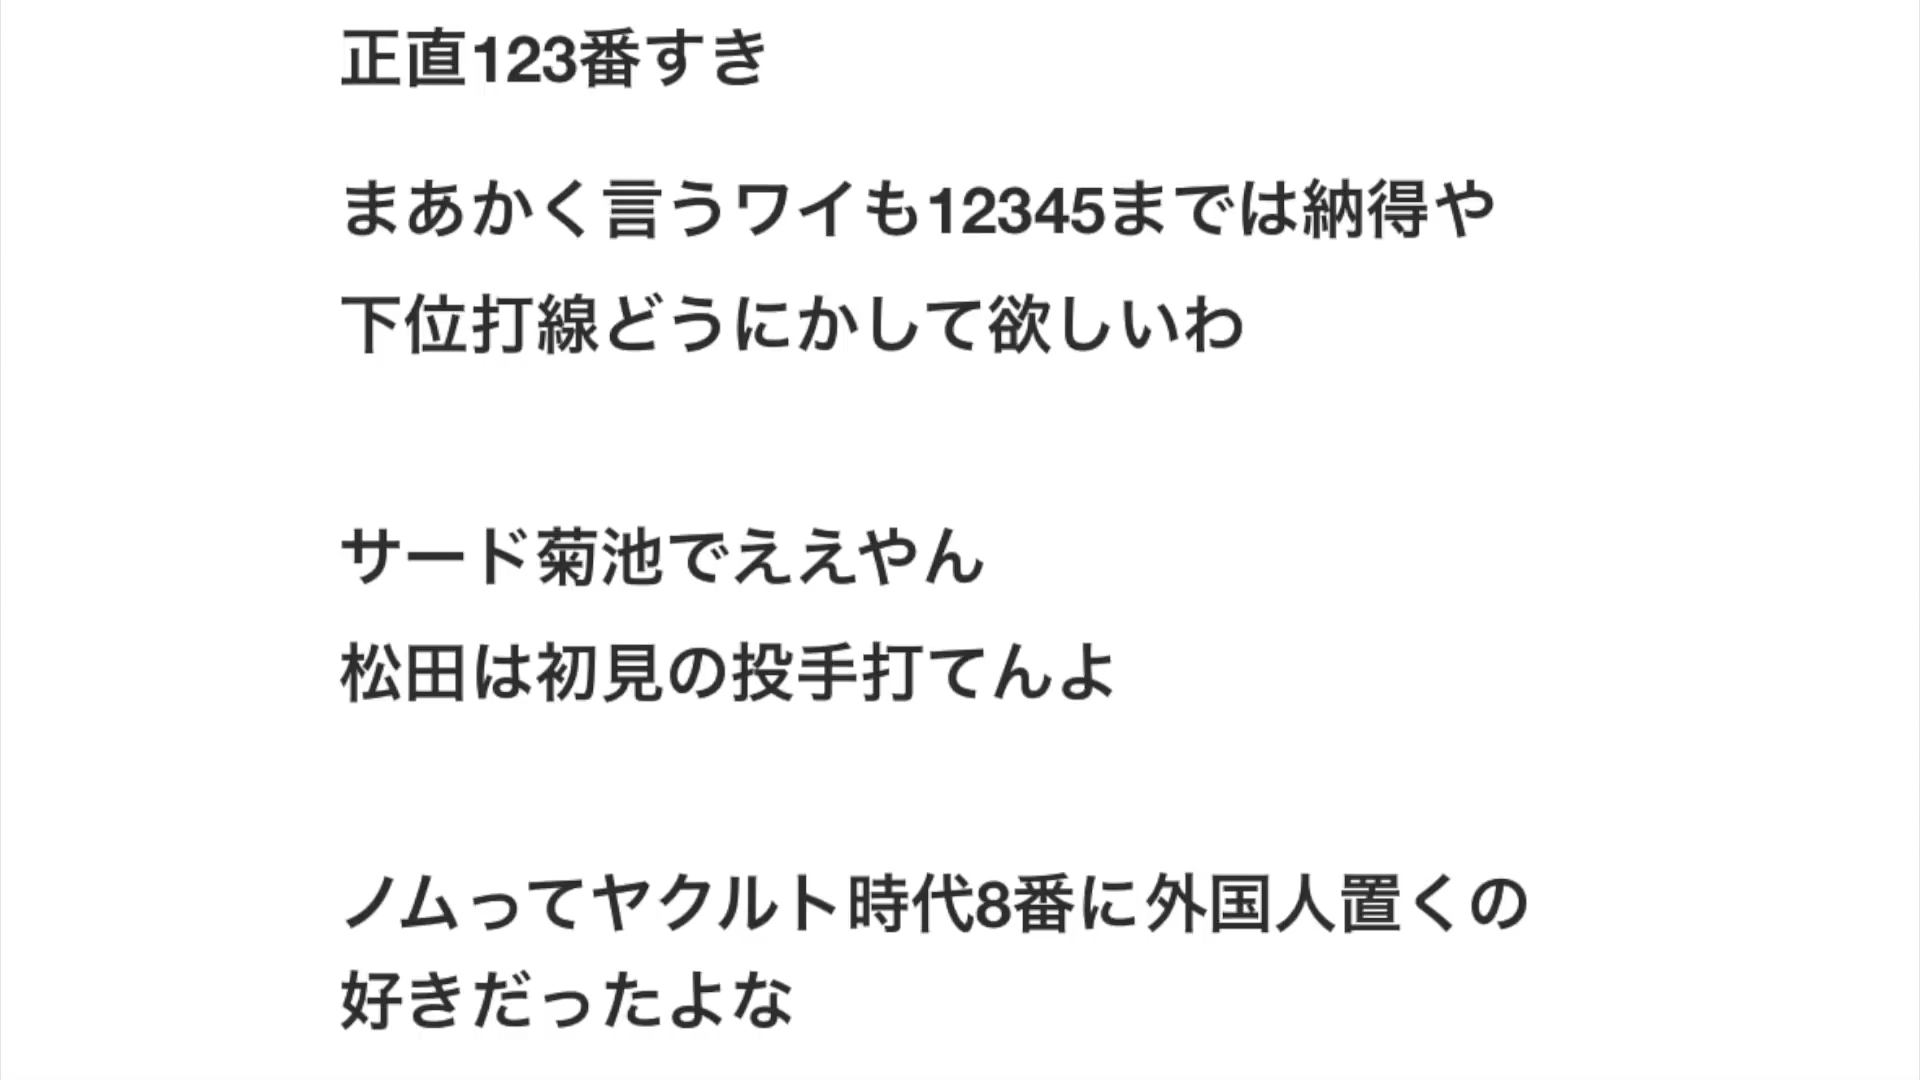 正直123番すき
まあかく言うワイも12345までは納得や
下位打線どうにかして欲しいわ
サード菊池でええやん
松田は初見の投手打てんよ
ノムってヤクルト時代8番に外国人置くの
好きだったよな